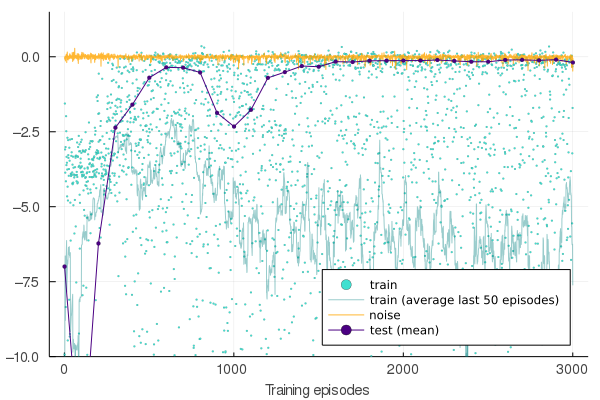 0.0
−2.5
−5.0
−7.5
−10.0
0
1000
2000
3000
Training episodes
train
train (average last 50 episodes)
noise
test (mean)